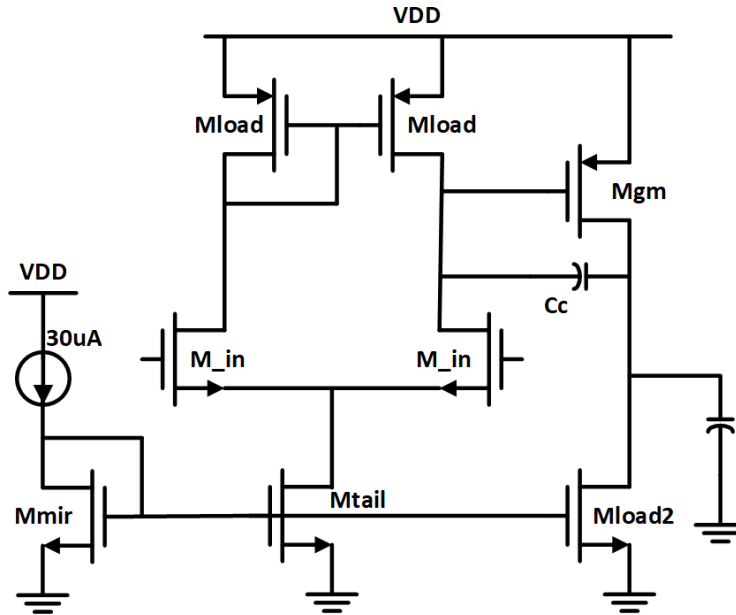 VDD
Mload
Mload
Mgm
VDD
Cc
30uA
M_in
M_in
Mmir
Mtail
Mload2